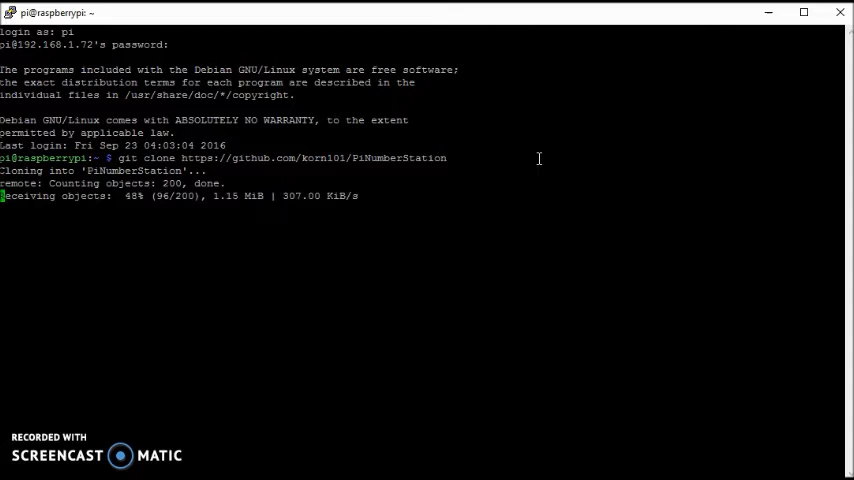 pi@raspberrypi: ~
login as: pi
pi@192.168.1.72's password:
The programs included with the Debian GNU/Linux system are free software;
the exact distribution terms for each program are described in the
individual files in /usr/share/doc/*/copyright.
Debian GNU/Linux comes with ABSOLUTELY NO WARRANTY, to the extent
permitted by applicable law.
Last login: Fri Sep 23 04:03:04 2016
pi@raspberrypi:~ $ git clone https://github.com/korn101/PiNumberStation
Cloning into 'PiNumberStation'...
remote: Counting objects: 200, done.
Receiving objects:  48% (96/200), 1.15 MiB | 307.00 KiB/s
RECORDED WITH
SCREENCAST MATIC